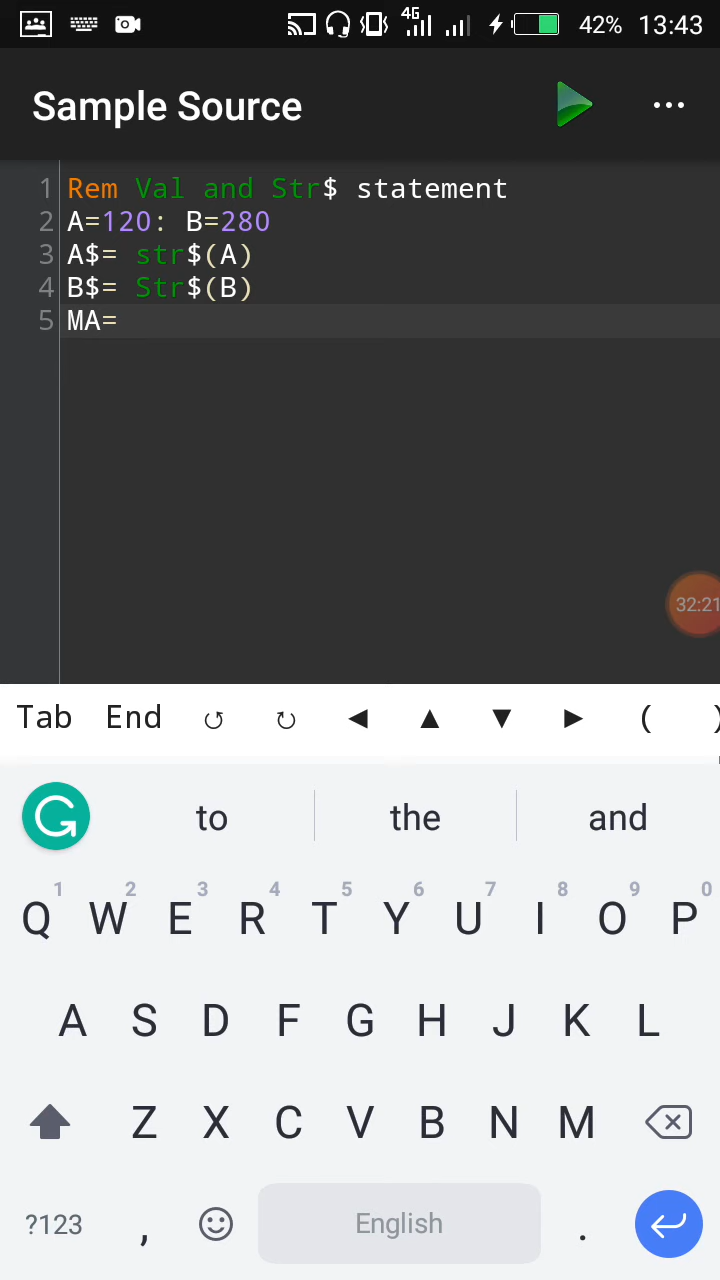 4G 42% 13:43
Sample Source
1 Rem Val and Str$ statement
2 A=120: B=280
3 A$= str$(A)
4 B$= Str$(B)
5 MA=
32:21
Tab End ↺ ↻ ◀ ▲ ▼ ▶ ( )
G to the and
1 2 3 4 5 6 7 8 9 0
Q W E R T Y U I O P
A S D F G H J K L
Z X C V B N M
?123 , English .